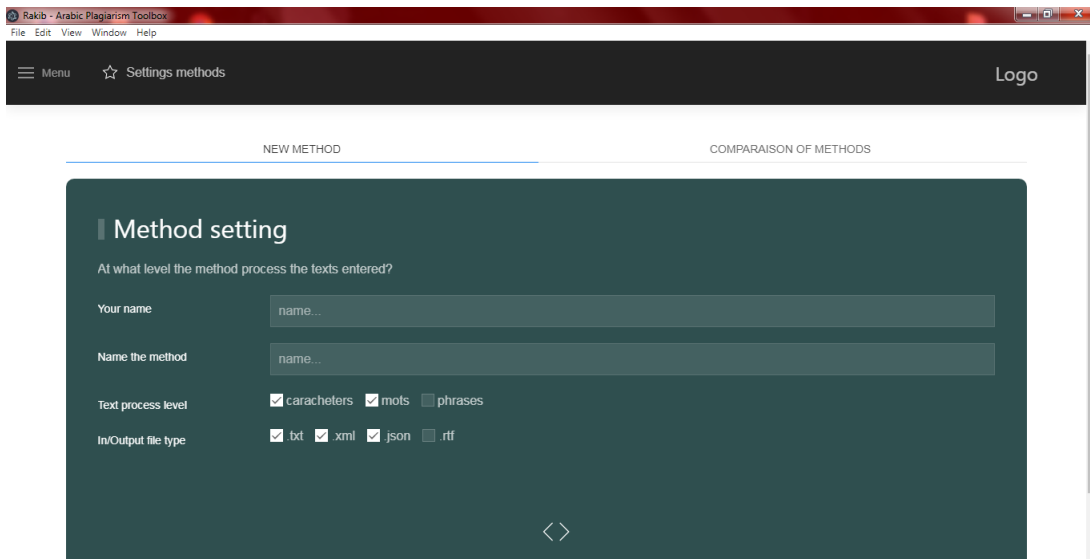 Rakib - Arabic Plagiarism Toolbox
File Edit View Window Help
Menu Settings methods Logo
NEW METHOD COMPARAISON OF METHODS
Method setting
At what level the method process the texts entered?
Your name name...
Name the method name...
Text process level caracheters mots phrases
In/Output file type .txt .xml .json .rtf